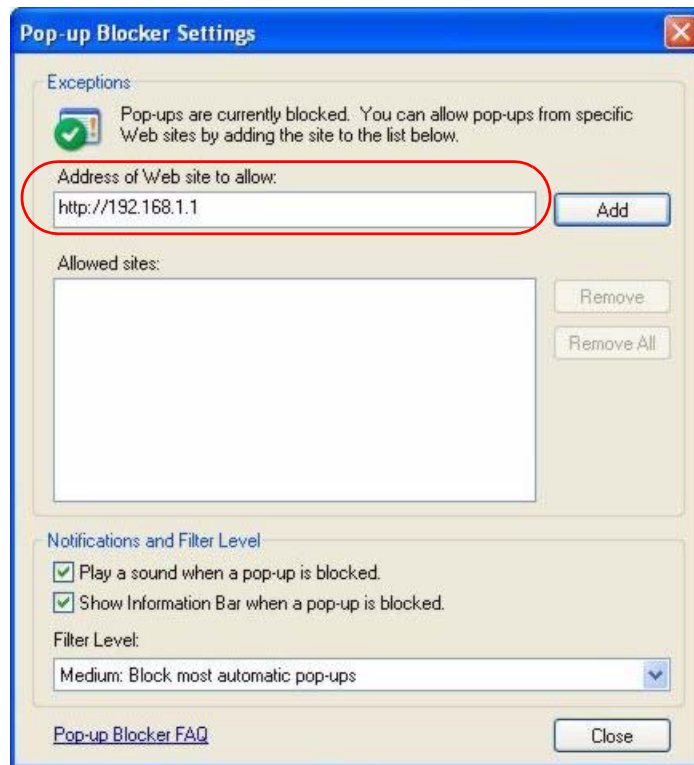 Pop-up Blocker Settings
Exceptions
Pop-ups are currently blocked. You can allow pop-ups from specific
Web sites by adding the site to the list below.
Address of Web site to allow:
http://192.168.1.1
Add
Allowed sites:
Remove
Remove All
Notifications and Filter Level
Play a sound when a pop-up is blocked.
Show Information Bar when a pop-up is blocked.
Filter Level:
Medium: Block most automatic pop-ups
Pop-up Blocker FAQ
Close